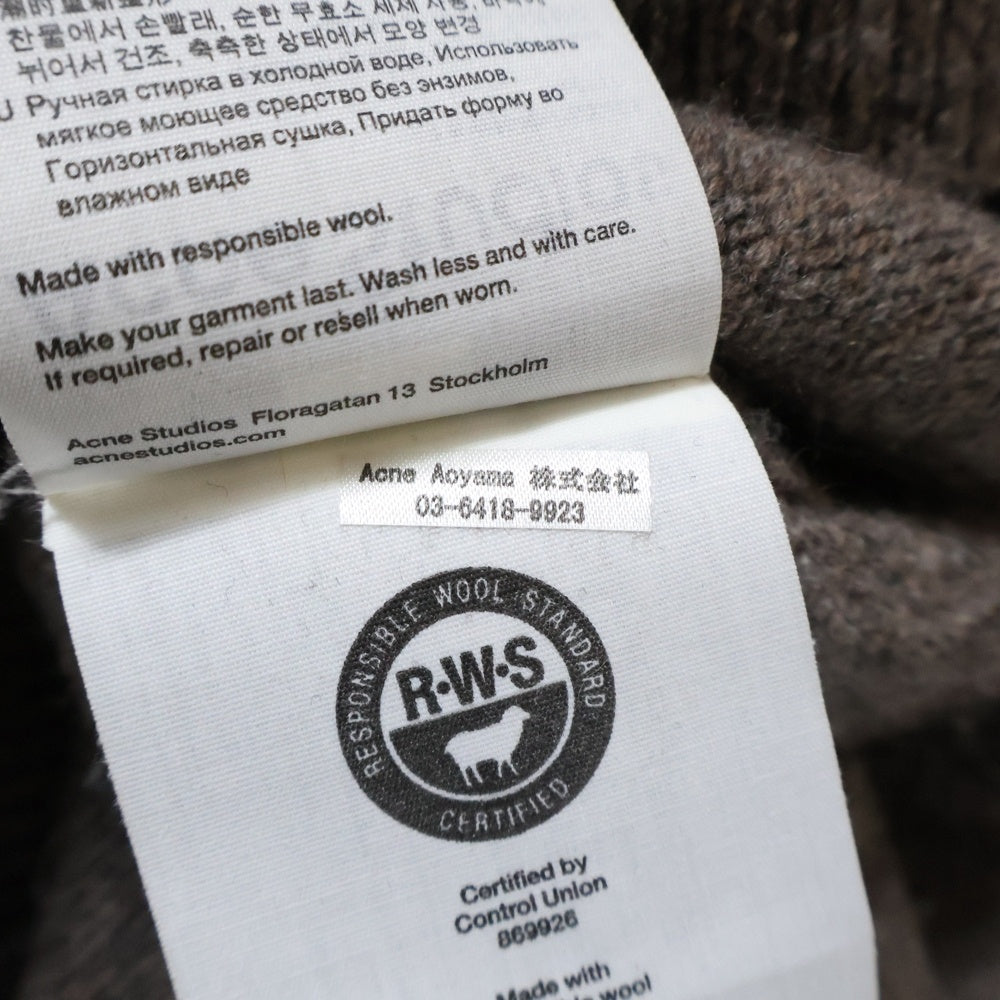 찬물에서 손빨래, 순한 무효소 세제 사용,
뉘어서 건조, 축축한 상태에서 모양 변경
U Ручная стирка в холодной воде, Использовать
мягкое моющее средство без энзимов,
Горизонтальная сушка, Придать форму во
влажном виде
Made with responsible wool.
Make your garment last. Wash less and with care.
If required, repair or resell when worn.
Acne Studios Floragatan 13 Stockholm
acnestudios.com
Acne Aoyama 株式会社
03-6418-9923
RESPONSIBLE WOOL STANDARD
R·W·S
CERTIFIED
Certified by
Control Union
869926
Made with
wool